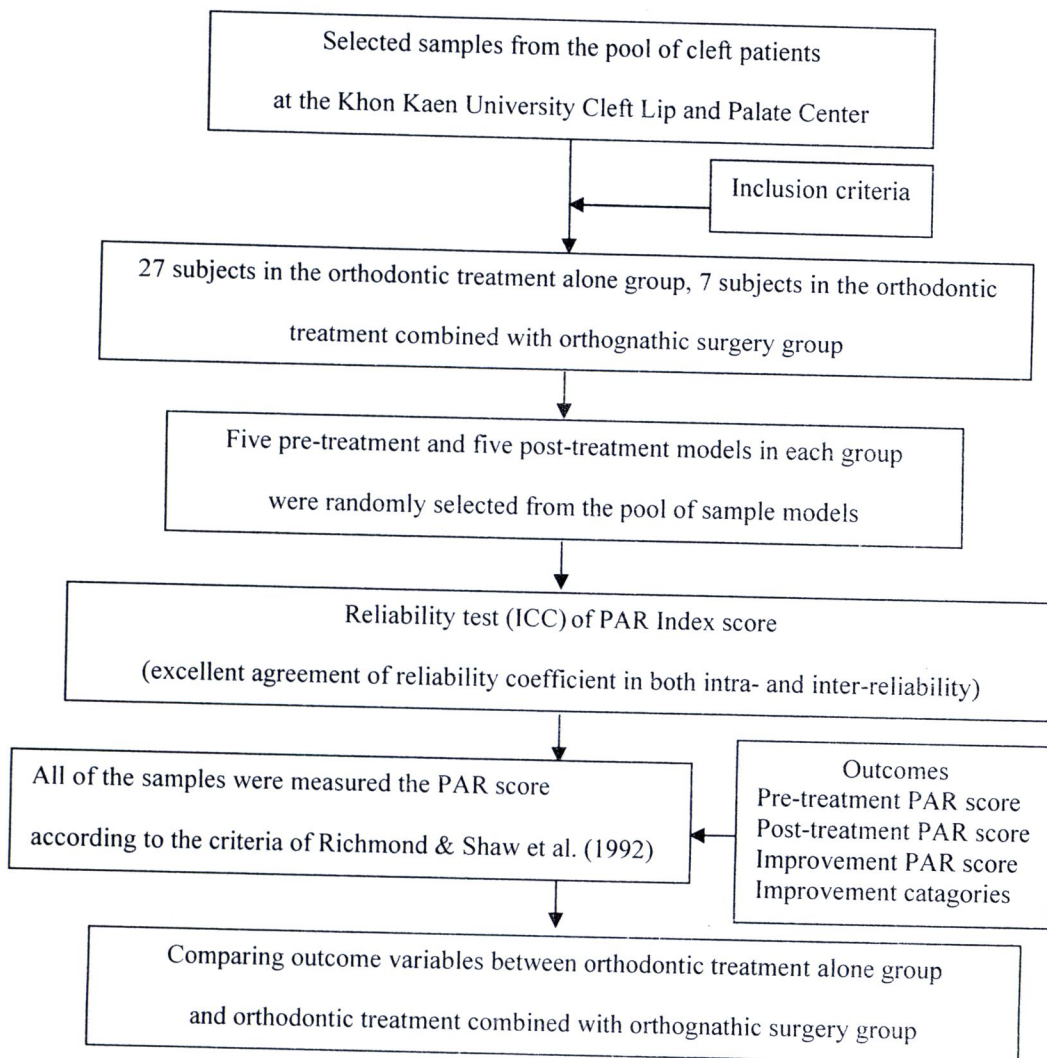 Selected samples from the pool of cleft patients
at the Khon Kaen University Cleft Lip and Palate Center
Inclusion criteria
27 subjects in the orthodontic treatment alone group, 7 subjects in the orthodontic
treatment combined with orthognathic surgery group
Five pre-treatment and five post-treatment models in each group
were randomly selected from the pool of sample models
Reliability test (ICC) of PAR Index score
(excellent agreement of reliability coefficient in both intra- and inter-reliability)
All of the samples were measured the PAR score
according to the criteria of Richmond & Shaw et al. (1992)
Outcomes
Pre-treatment PAR score
Post-treatment PAR score
Improvement PAR score
Improvement catagories
Comparing outcome variables between orthodontic treatment alone group
and orthodontic treatment combined with orthognathic surgery group